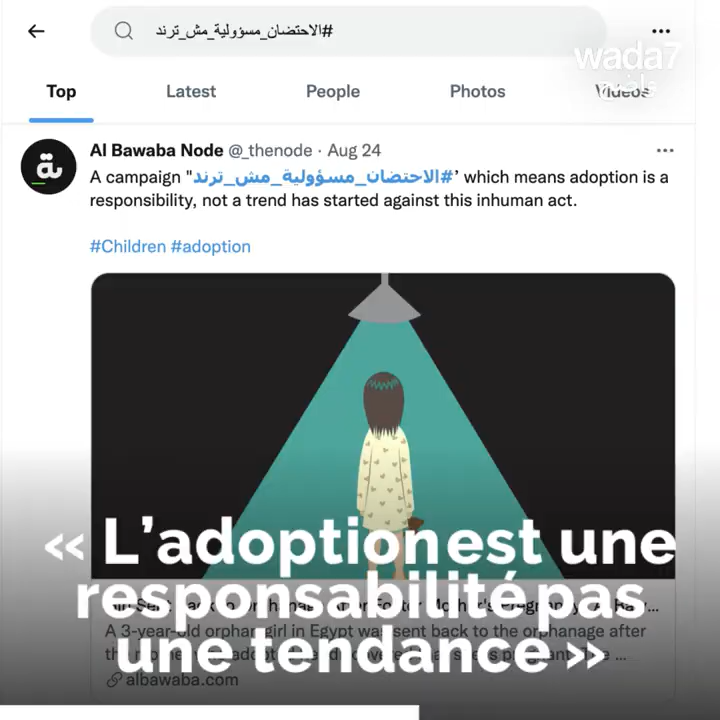 #الاحتضان_مسؤولية_مش_ترند
wada7
واضح
Top Latest People Photos Videos
Al Bawaba Node @_thenode · Aug 24
A campaign "#الاحتضان_مسؤولية_مش_ترند’ which means adoption is a
responsibility, not a trend has started against this inhuman act.
#Children #adoption
« L’adoption est une
responsabilité pas
une tendance »
A 3-year-old orphan girl in Egypt was sent back to the orphanage after
albawaba.com